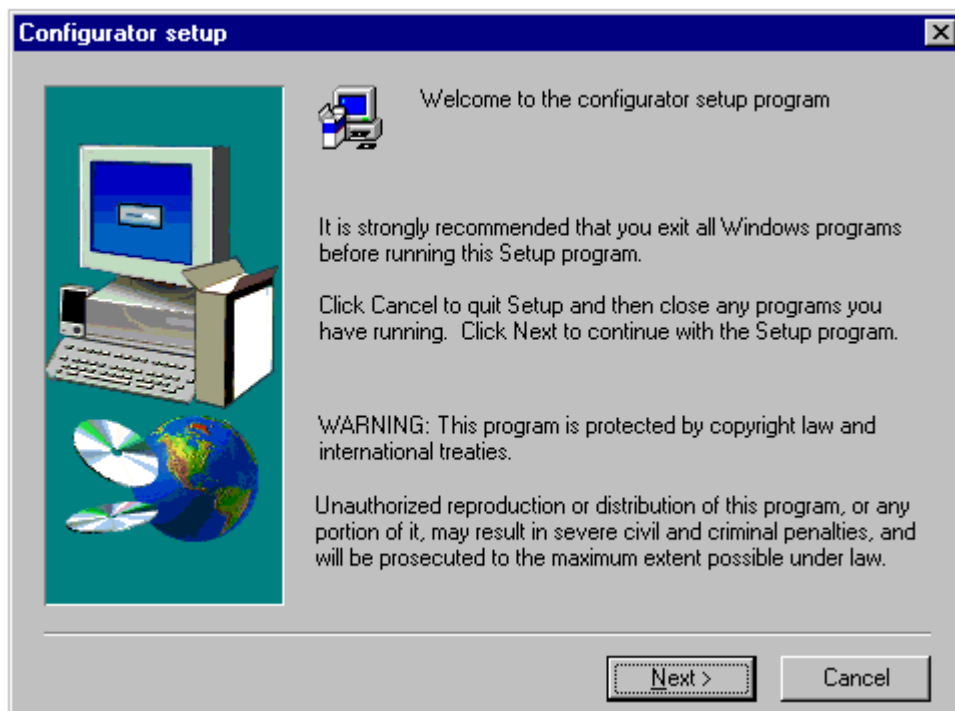 Configurator setup
Welcome to the configurator setup program
It is strongly recommended that you exit all Windows programs
before running this Setup program.
Click Cancel to quit Setup and then close any programs you
have running.  Click Next to continue with the Setup program.
WARNING: This program is protected by copyright law and
international treaties.
Unauthorized reproduction or distribution of this program, or any
portion of it, may result in severe civil and criminal penalties, and
will be prosecuted to the maximum extent possible under law.
Next >
Cancel